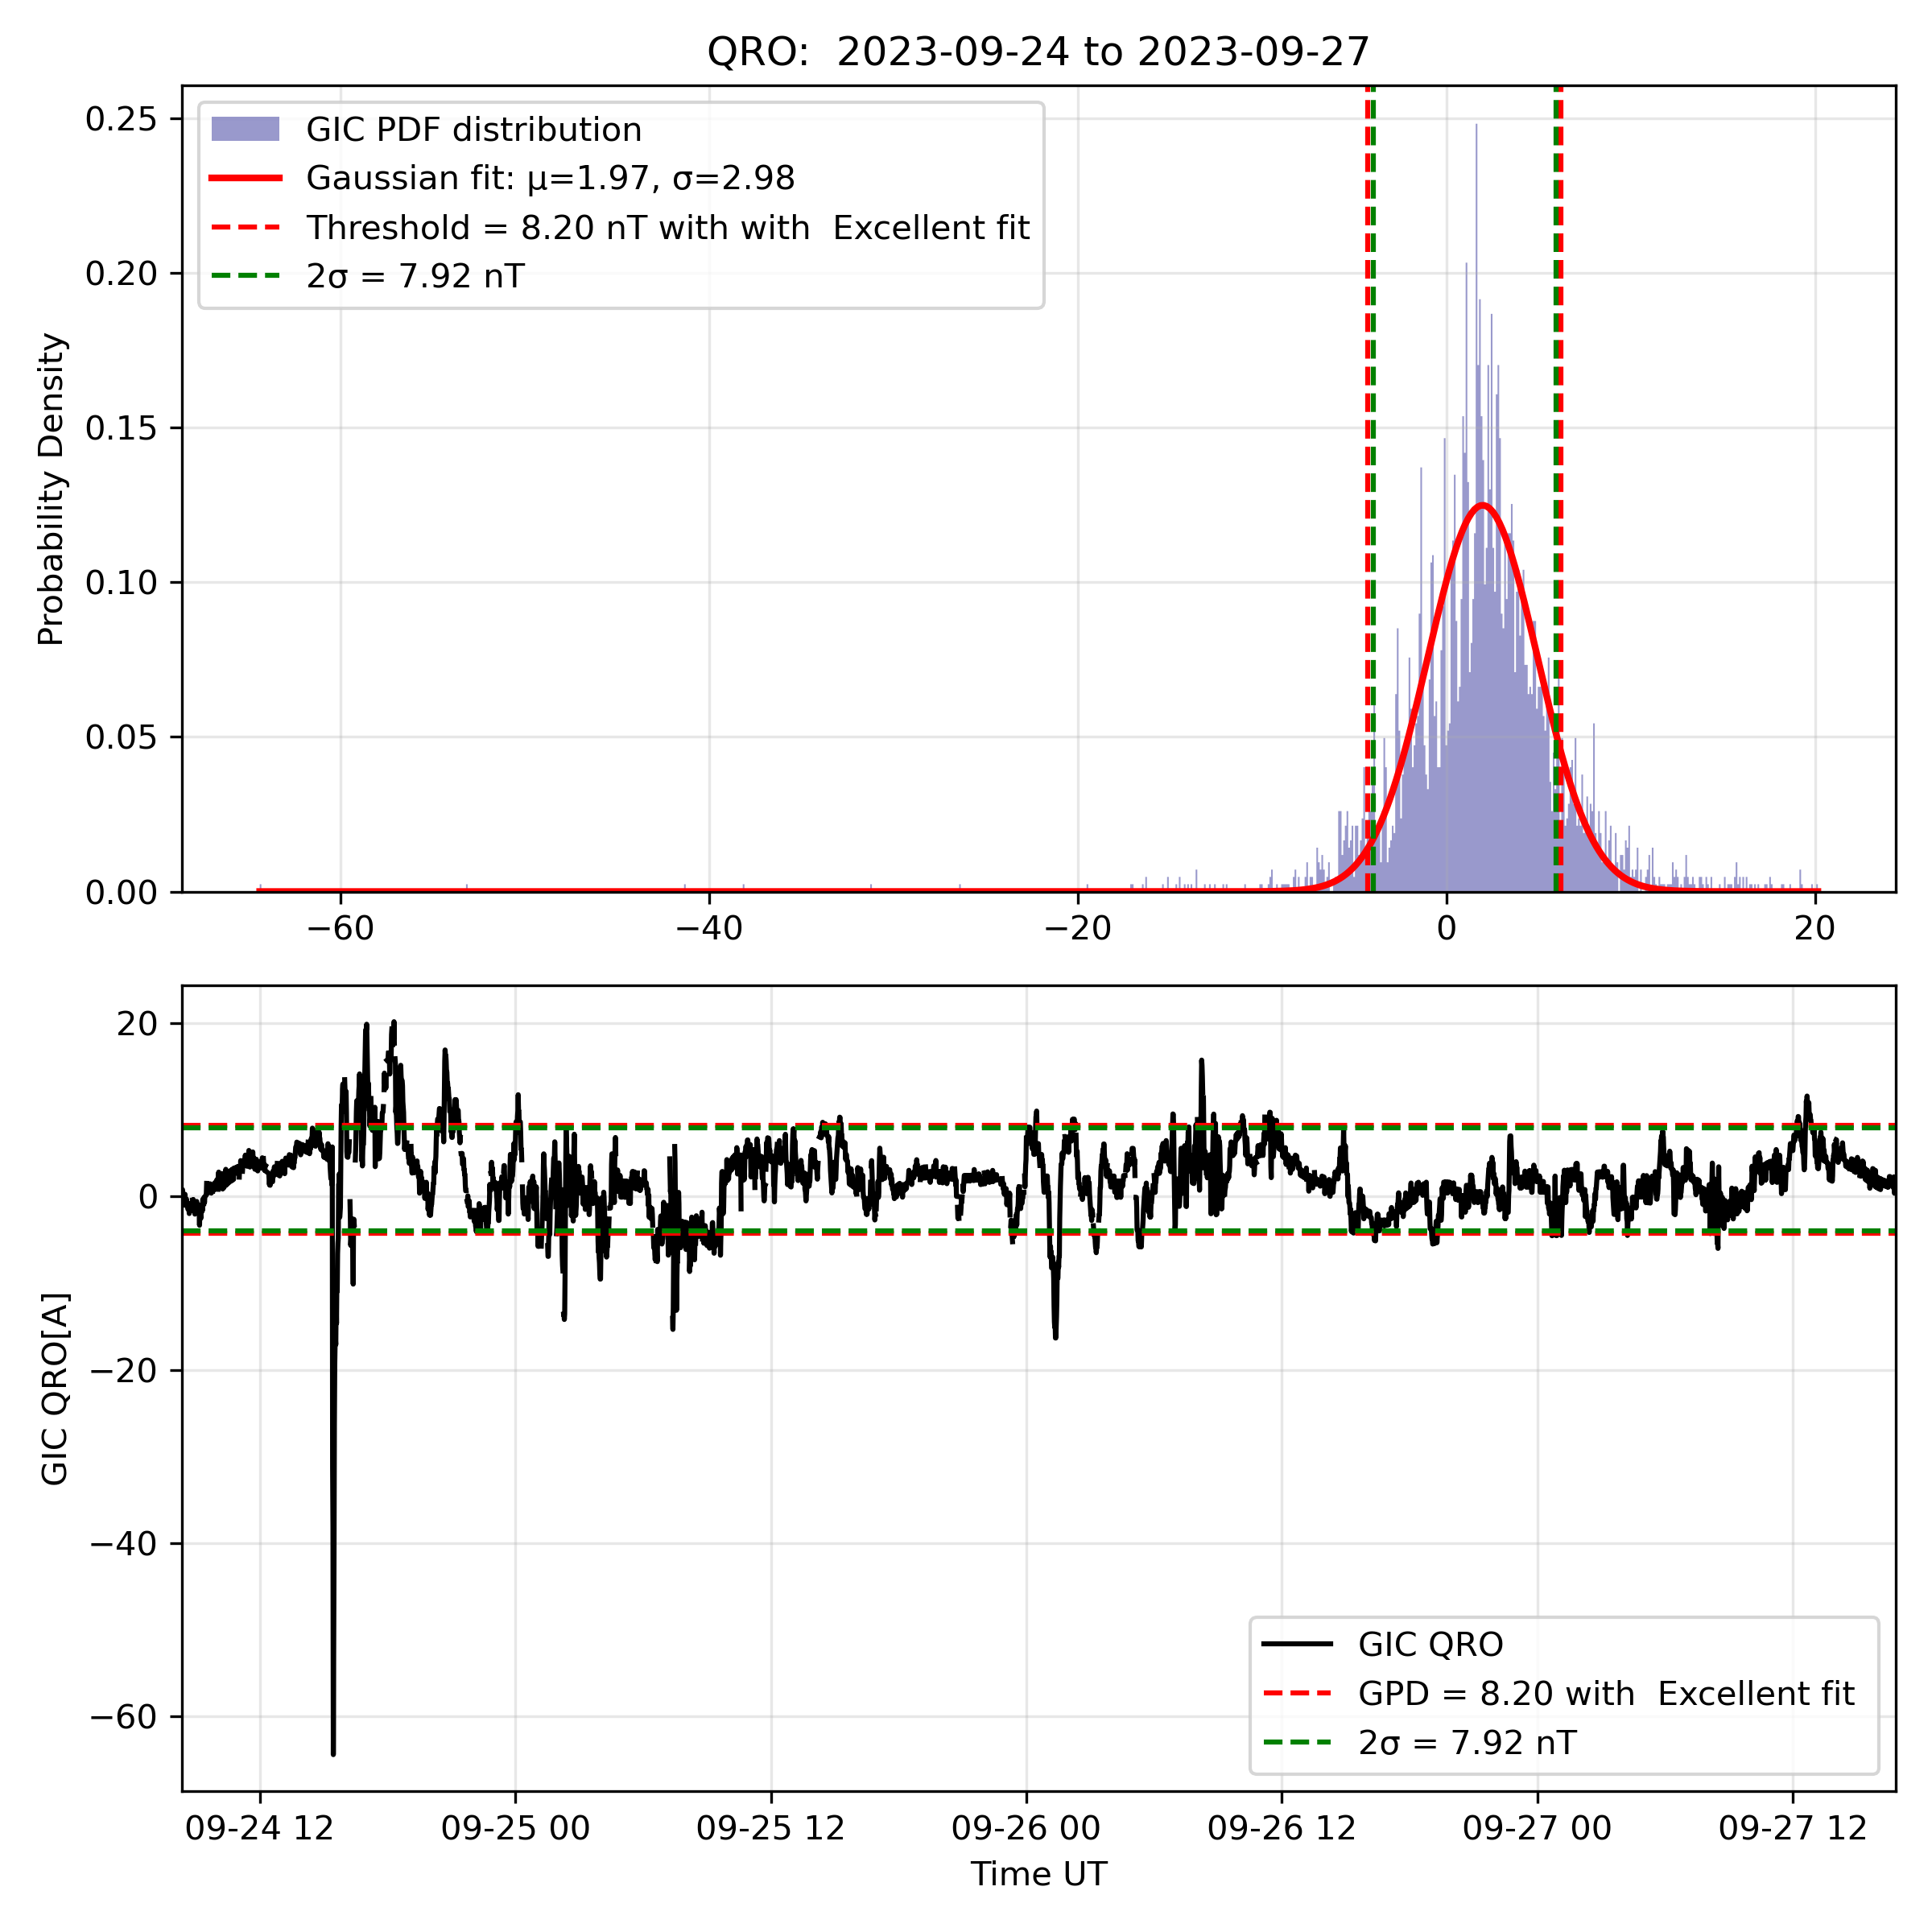 QRO:  2023-09-24 to 2023-09-27
0.25
0.20
0.15
0.10
0.05
0.00
Probability Density
GIC PDF distribution
Gaussian fit: μ=1.97, σ=2.98
Threshold = 8.20 nT with with  Excellent fit
2σ = 7.92 nT
−60
−40
−20
0
20
20
0
−20
−40
−60
GIC QRO[A]
GIC QRO
GPD = 8.20 with  Excellent fit
2σ = 7.92 nT
09-24 12
09-25 00
09-25 12
09-26 00
09-26 12
09-27 00
09-27 12
Time UT